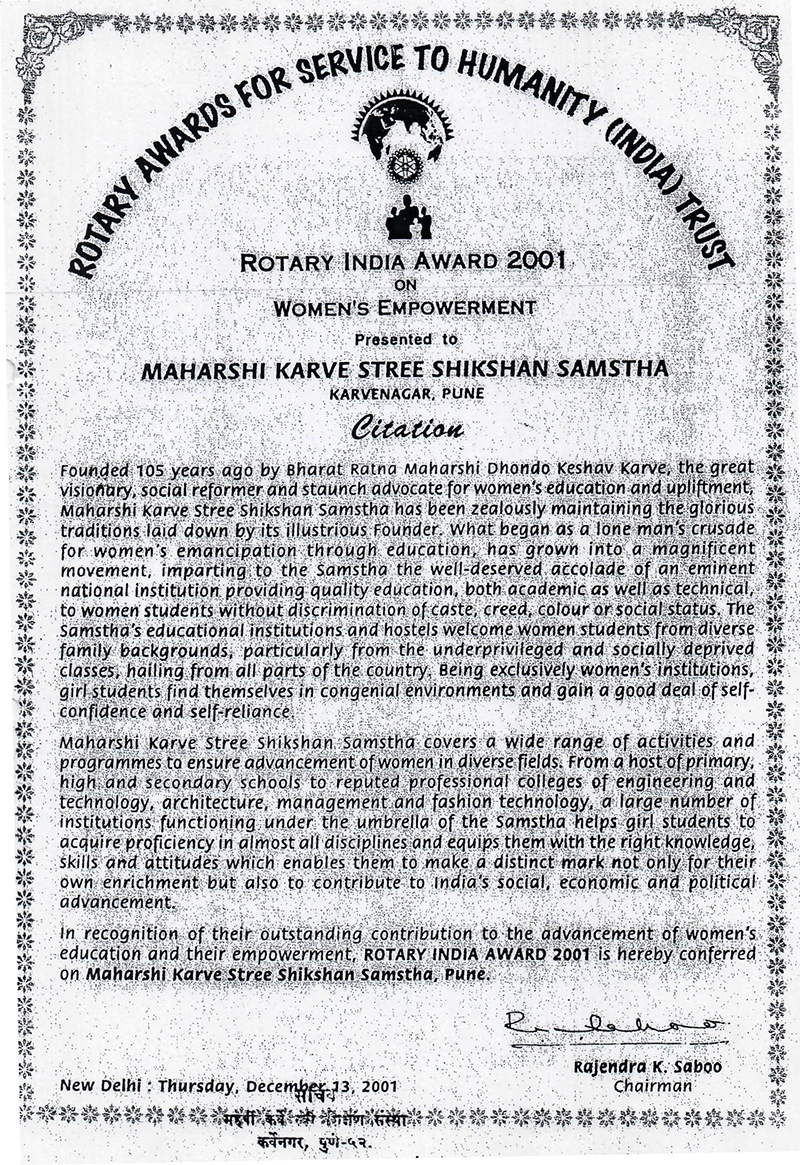 ROTARY AWARDS FOR SERVICE TO HUMANITY (INDIA) TRUST
ROTARY INDIA AWARD 2001
ON
WOMEN'S EMPOWERMENT
Presented to
MAHARSHI KARVE STREE SHIKSHAN SAMSTHA
KARVENAGAR, PUNE
Citation
Founded 105 years ago by Bharat Ratna Maharshi Dhondo Keshav Karve, the great
visionary, social reformer and staunch advocate for women's education and upliftment,
Maharshi Karve Stree Shikshan Samstha has been zealously maintaining the glorious
traditions laid down by its illustrious Founder. What began as a lone man's crusade
for women's emancipation through education, has grown into a magnificent
movement, imparting to the Samstha the well-deserved accolade of an eminent
national institution providing quality education, both academic as well as technical,
to women students without discrimination of caste, creed, colour or social status. The
Samstha's educational institutions and hostels welcome women students from diverse
family backgrounds, particularly from the underprivileged and socially deprived
classes, hailing from all parts of the country. Being exclusively women's institutions,
girl students find themselves in congenial environments and gain a good deal of self-
confidence and self-reliance.
Maharshi Karve Stree Shikshan Samstha covers a wide range of activities and
programmes to ensure advancement of women in diverse fields. From a host of primary,
high and secondary schools to reputed professional colleges of engineering and
technology, architecture, management and fashion technology, a large number of
institutions functioning under the umbrella of the Samstha helps girl students to
acquire proficiency in almost all disciplines and equips them with the right knowledge,
skills and attitudes which enables them to make a distinct mark not only for their
own enrichment but also to contribute to India's social, economic and political
advancement.
In recognition of their outstanding contribution to the advancement of women's
education and their empowerment, ROTARY INDIA AWARD 2001 is hereby conferred
on Maharshi Karve Stree Shikshan Samstha, Pune.
Rajendra K. Saboo
Chairman
New Delhi : Thursday, December 13, 2001
सचिव
कर्वे संस्था
कर्वेनगर, पुणे-५२.